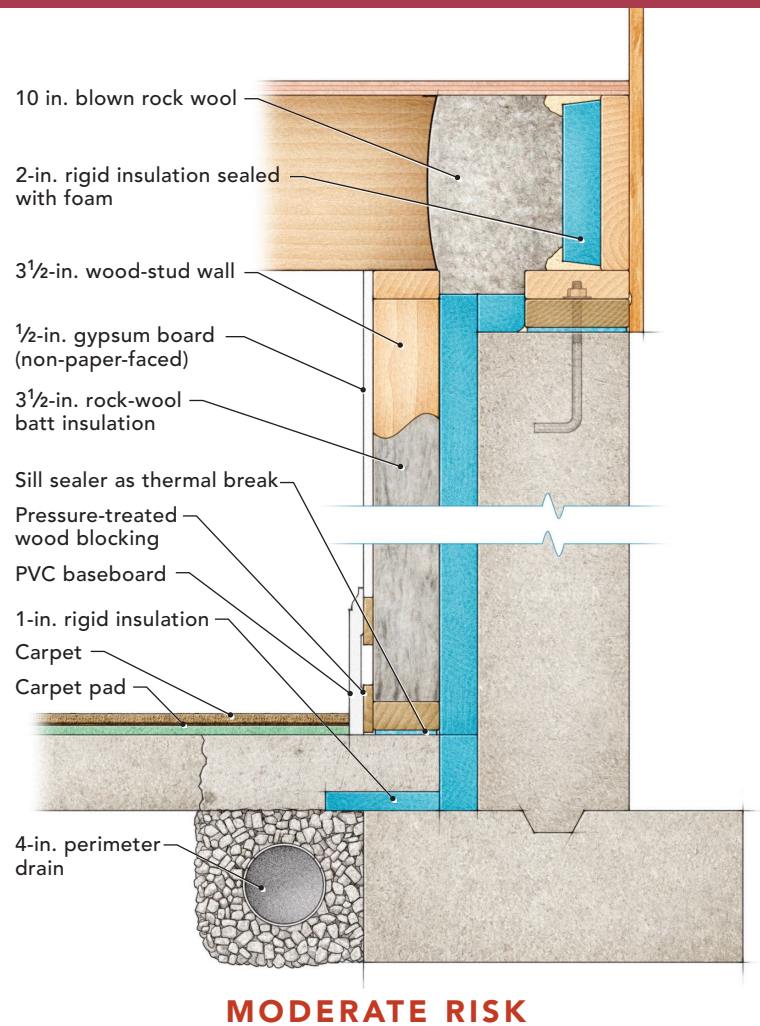 10 in. blown rock wool
2-in. rigid insulation sealed
with foam
3½-in. wood-stud wall
½-in. gypsum board
(non-paper-faced)
3½-in. rock-wool
batt insulation
Sill sealer as thermal break
Pressure-treated
wood blocking
PVC baseboard
1-in. rigid insulation
Carpet
Carpet pad
4-in. perimeter
drain
MODERATE RISK